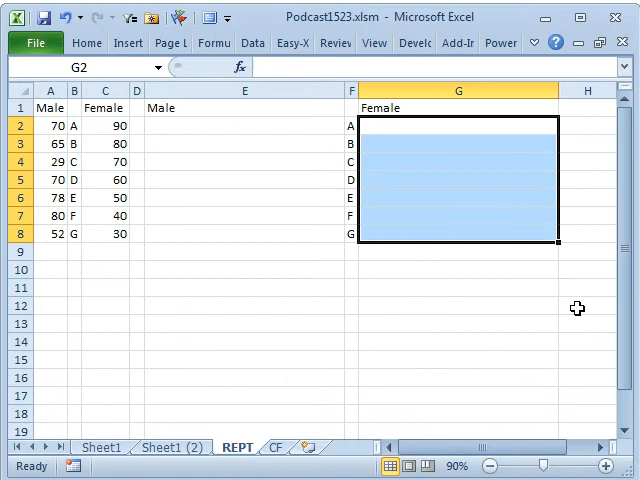 Podcast1523.xlsm - Microsoft Excel
File Home Insert Page L Formu Data Easy-X Review View Develc Add-Ir Power
G2 fx
A B C D E F G H
1 Male Female Male Female
2 70 A 90 A
3 65 B 80 B
4 29 C 70 C
5 70 D 60 D
6 78 E 50 E
7 80 F 40 F
8 52 G 30 G
9
10
11
12
13
14
15
16
17
18
19
Sheet1 Sheet1 (2) REPT CF
Ready 90%